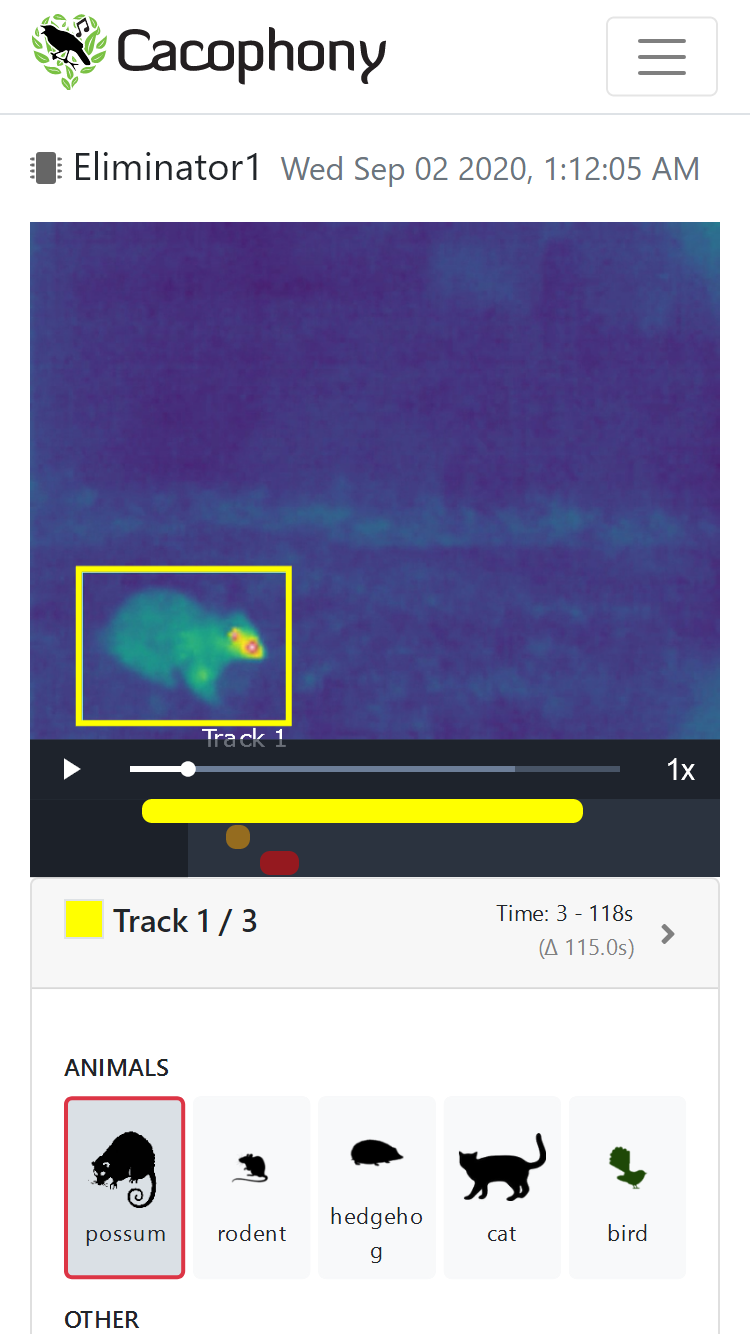 Cacophony
Eliminator1 Wed Sep 02 2020, 1:12:05 AM
Track 1
1x
Track 1 / 3
Time: 3 - 118s
(Δ 115.0s)
ANIMALS
possum
rodent
hedgeho
g
cat
bird
OTHER